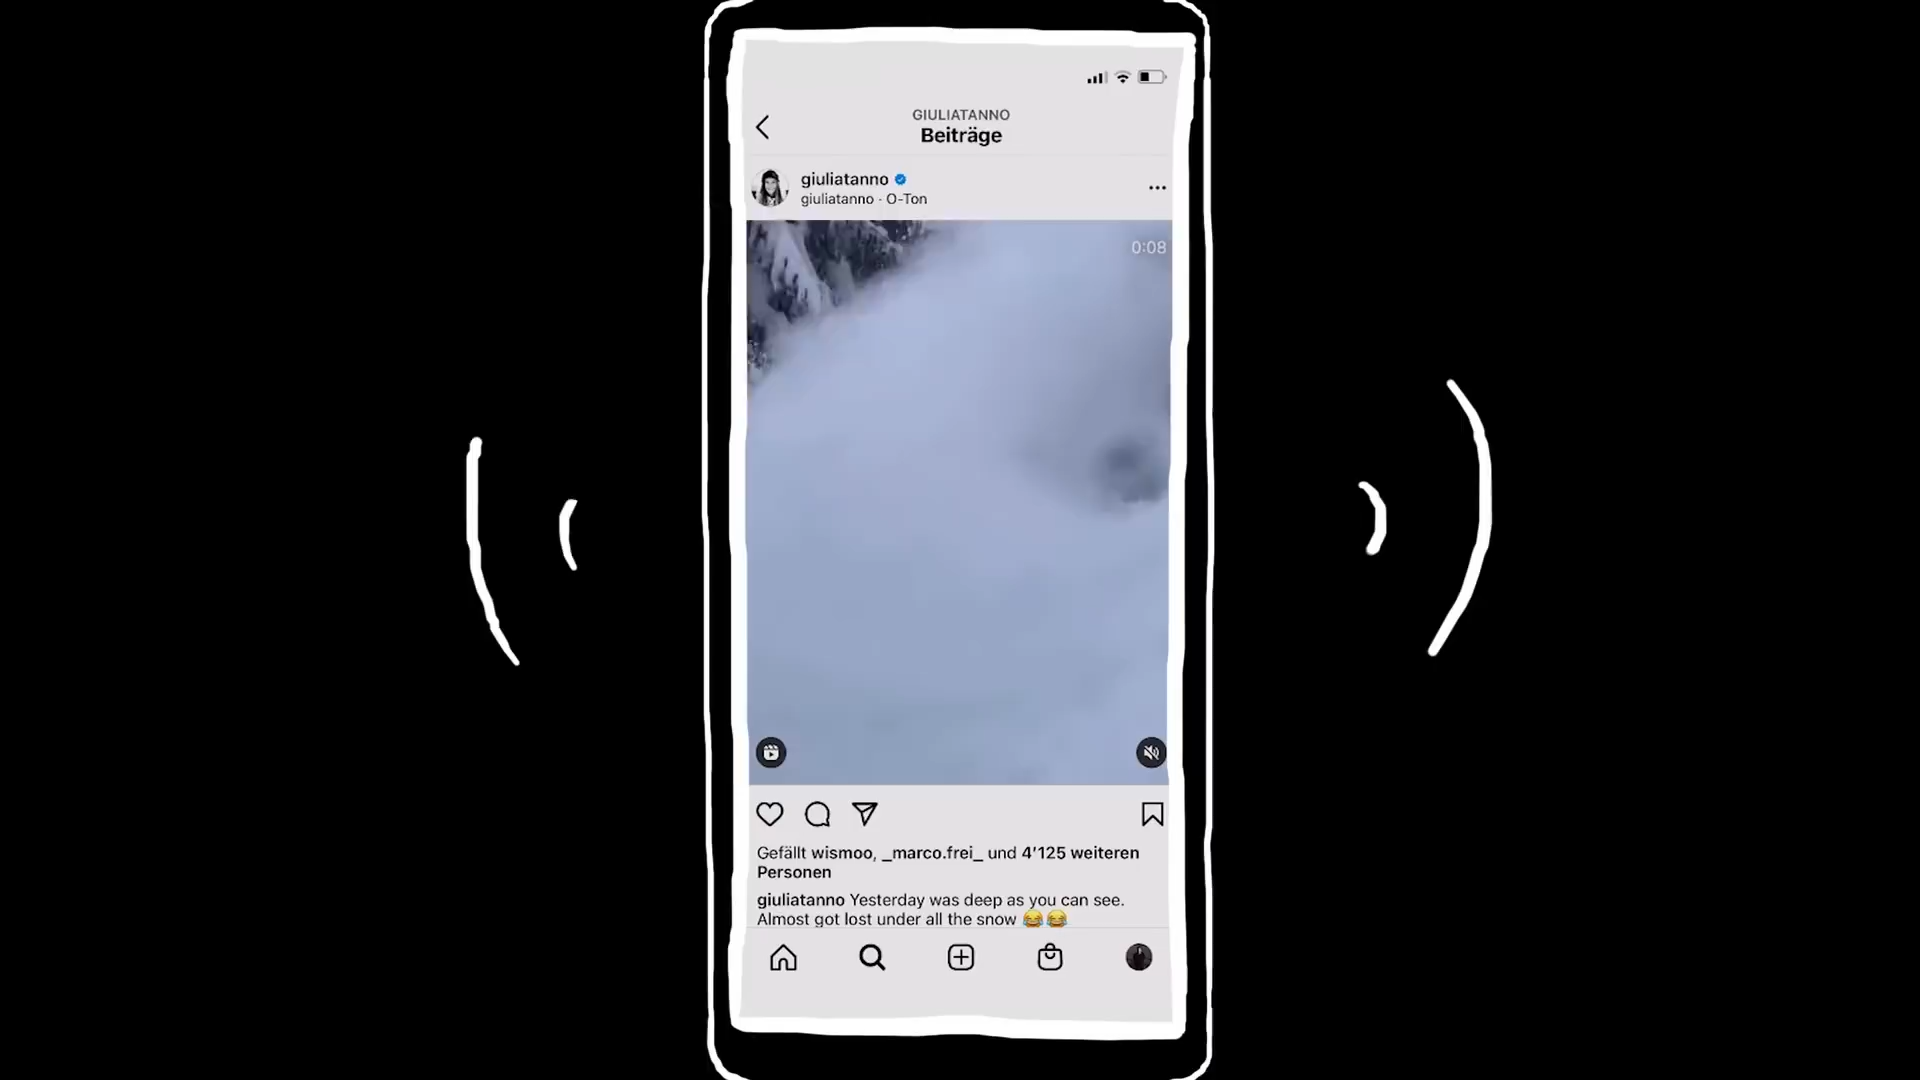 GIULIATANNO
Beiträge
giuliatanno
giuliatanno · O-Ton
0:08
Gefällt wismoo, _marco.frei_ und 4’125 weiteren
Personen
giuliatanno Yesterday was deep as you can see.
Almost got lost under all the snow 😂😂